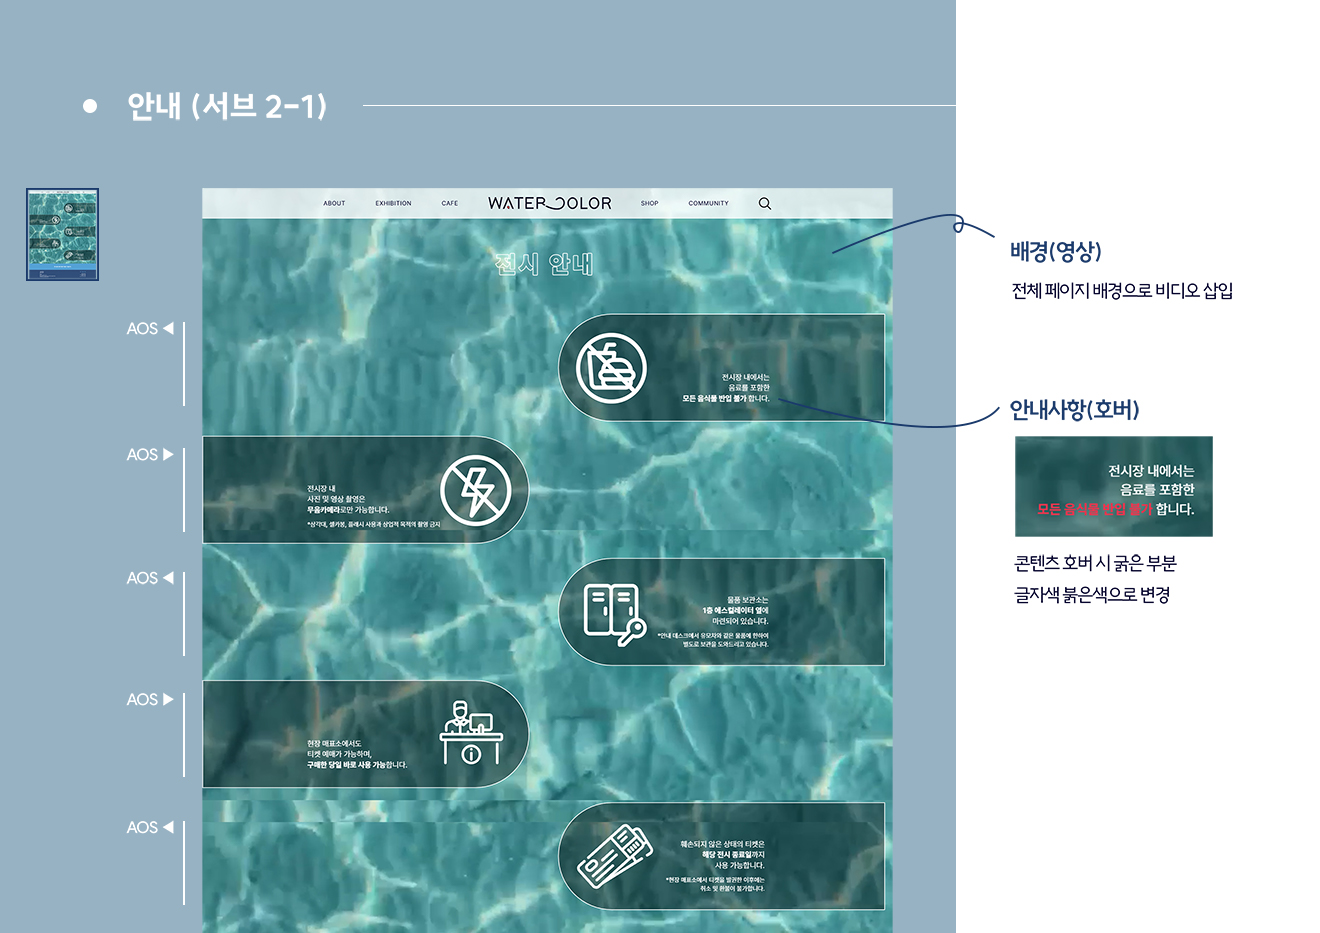 안내 (서브 2-1)
ABOUT
EXHIBITION
CAFE
WATERCOLOR
SHOP
COMMUNITY
전시 안내
배경(영상)
전체 페이지 배경으로 비디오 삽입
AOS
전시장 내에서는
음료를 포함한
모든 음식물 반입 불가 합니다.
안내사항(호버)
전시장 내에서는
음료를 포함한
모든 음식물 반입 불가 합니다.
콘텐츠 호버 시 굵은 부분
글자색 붉은색으로 변경
AOS
전시장 내
사진 및 영상 촬영은
무음카메라로만 가능합니다.
*삼각대, 셀카봉, 플래시 사용과 상업적 목적의 촬영 금지
AOS
물품 보관소는
1층 에스컬레이터 옆에
마련되어 있습니다.
*안내 데스크에서 유모차와 같은 물품에 한하여
별도로 보관을 도와드리고 있습니다.
AOS
현장 매표소에서도
티켓 예매가 가능하며,
구매한 당일 바로 사용 가능합니다.
AOS
훼손되지 않은 상태의 티켓은
해당 전시 종료일까지
사용 가능합니다.
*현장 매표소에서 티켓을 발권한 이후에는
취소 및 환불이 불가합니다.